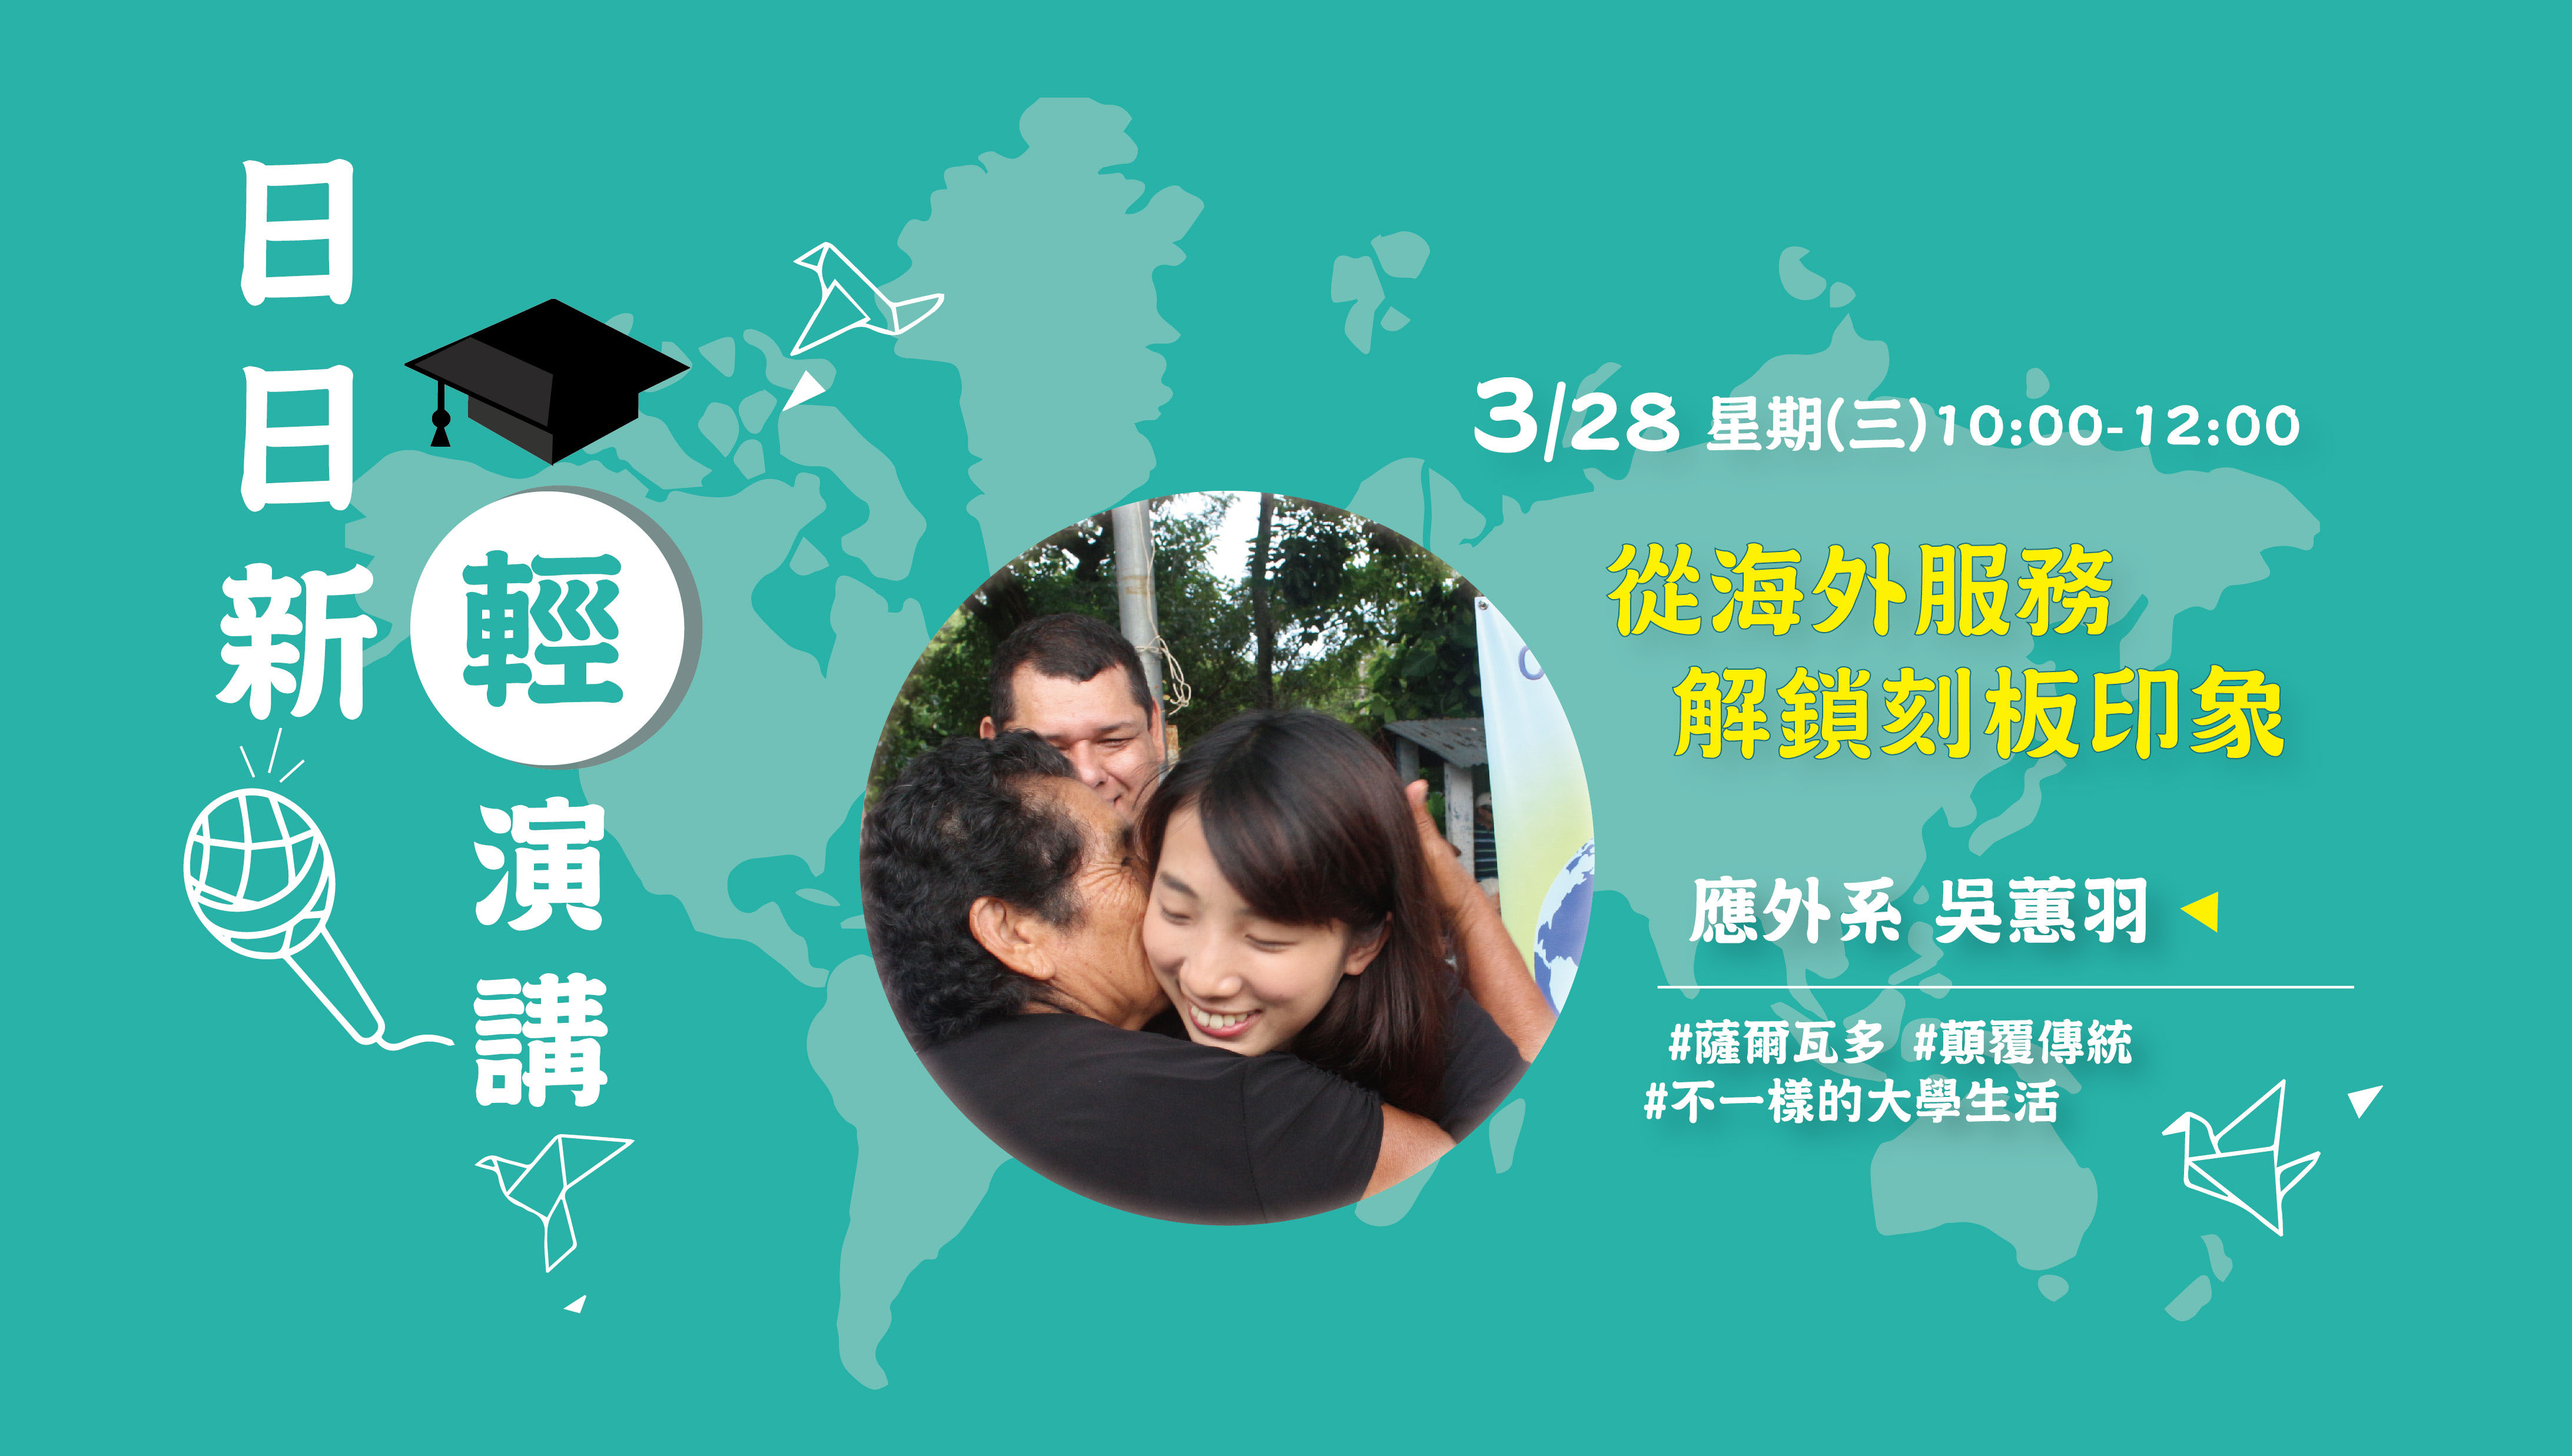 日日新
輕演講
3/28 星期(三)10:00-12:00
從海外服務
解鎖刻板印象
應外系 吳蕙羽
#薩爾瓦多 #顛覆傳統
#不一樣的大學生活